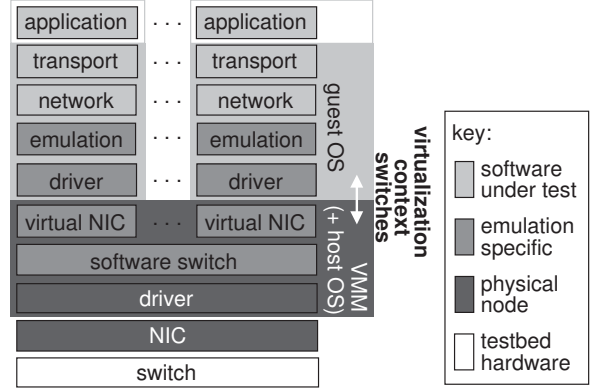 application . . . application
transport . . . transport
network . . . network
emulation . . . emulation
driver . . . driver
virtual NIC . . . virtual NIC
software switch
driver
NIC
switch
guest OS
VMM
(+ host OS)
virtualization
context
switches
key:
software
under test
emulation
specific
physical
node
testbed
hardware